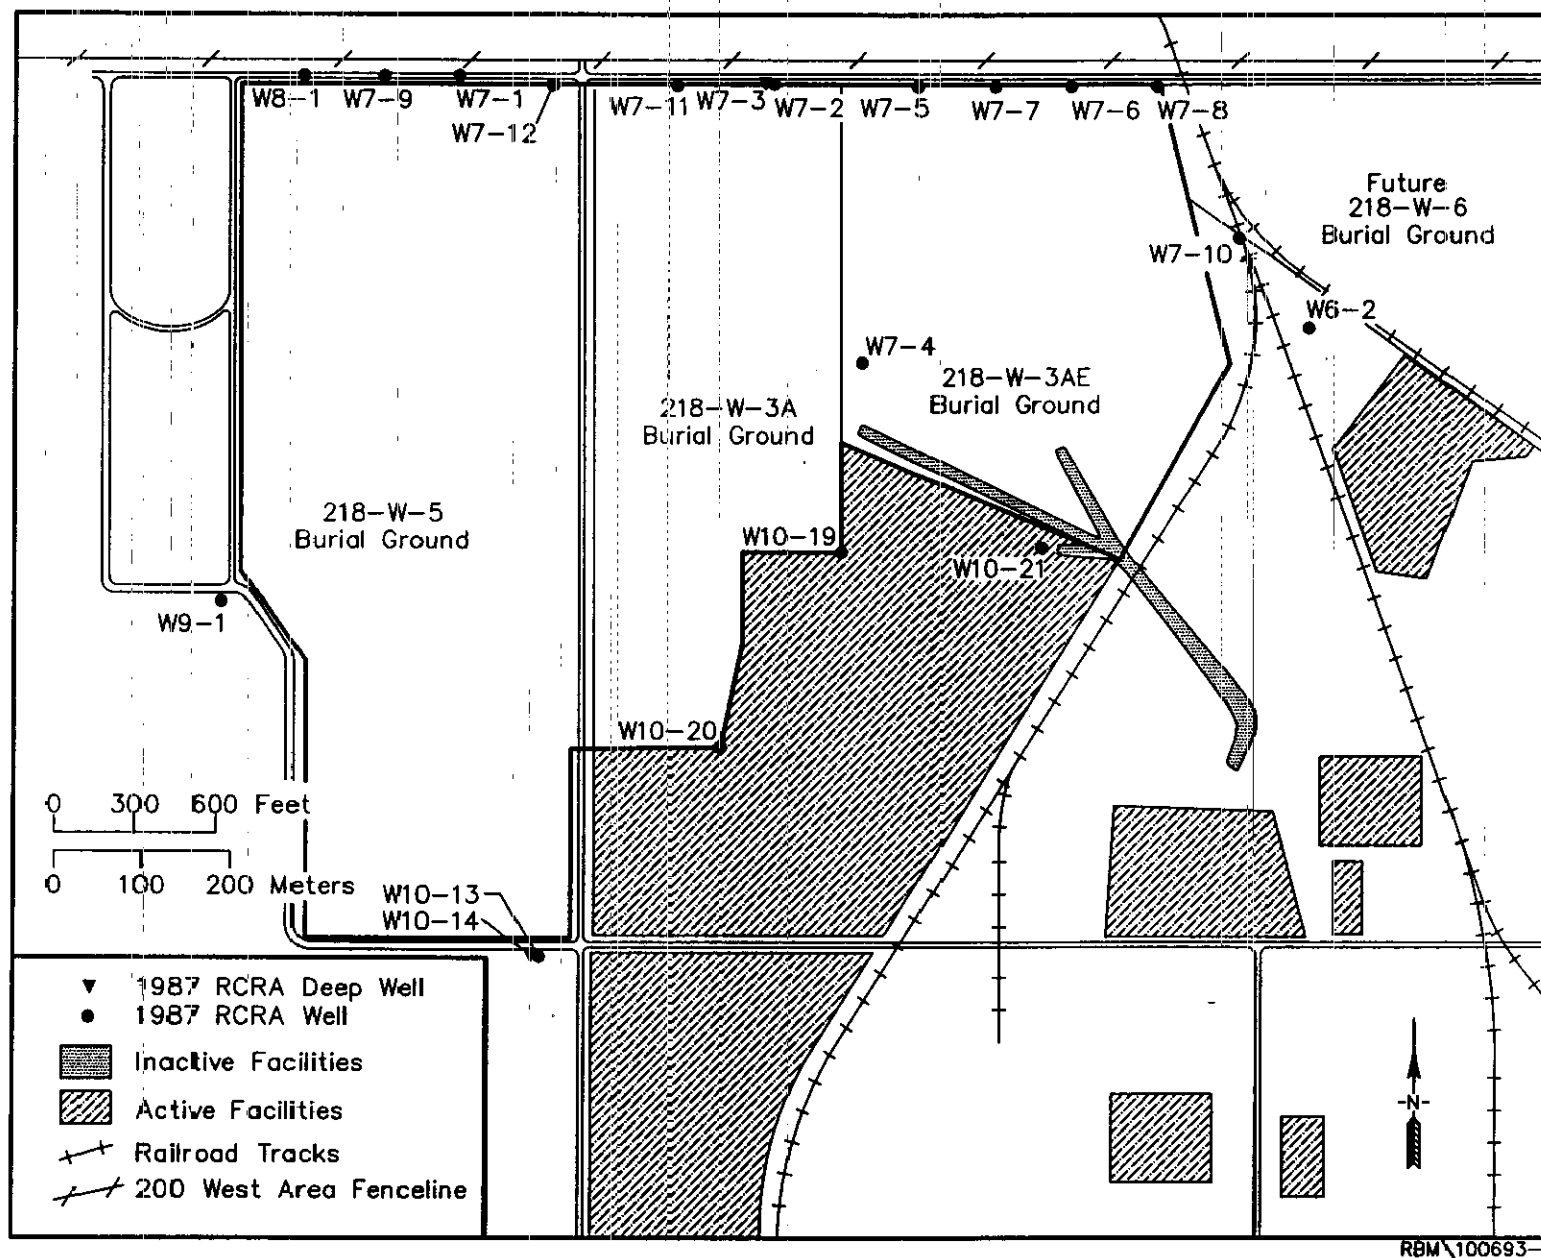 W8-1
W7-9
W7-1
W7-12
W7-11
W7-3
W7-2
W7-5
W7-7
W7-6
W7-8
Future
218-W-6
Burial Ground
W7-10
W6-2
W7-4
218-W-3AE
Burial Ground
218-W-3A
Burial Ground
218-W-5
Burial Ground
W10-19
W10-21
W9-1
W10-20
0 300 600 Feet
0 100 200 Meters
W10-13
W10-14
1987 RCRA Deep Well
1987 RCRA Well
Inactive Facilities
Active Facilities
Railroad Tracks
200 West Area Fenceline
-N-
RBM\100693-